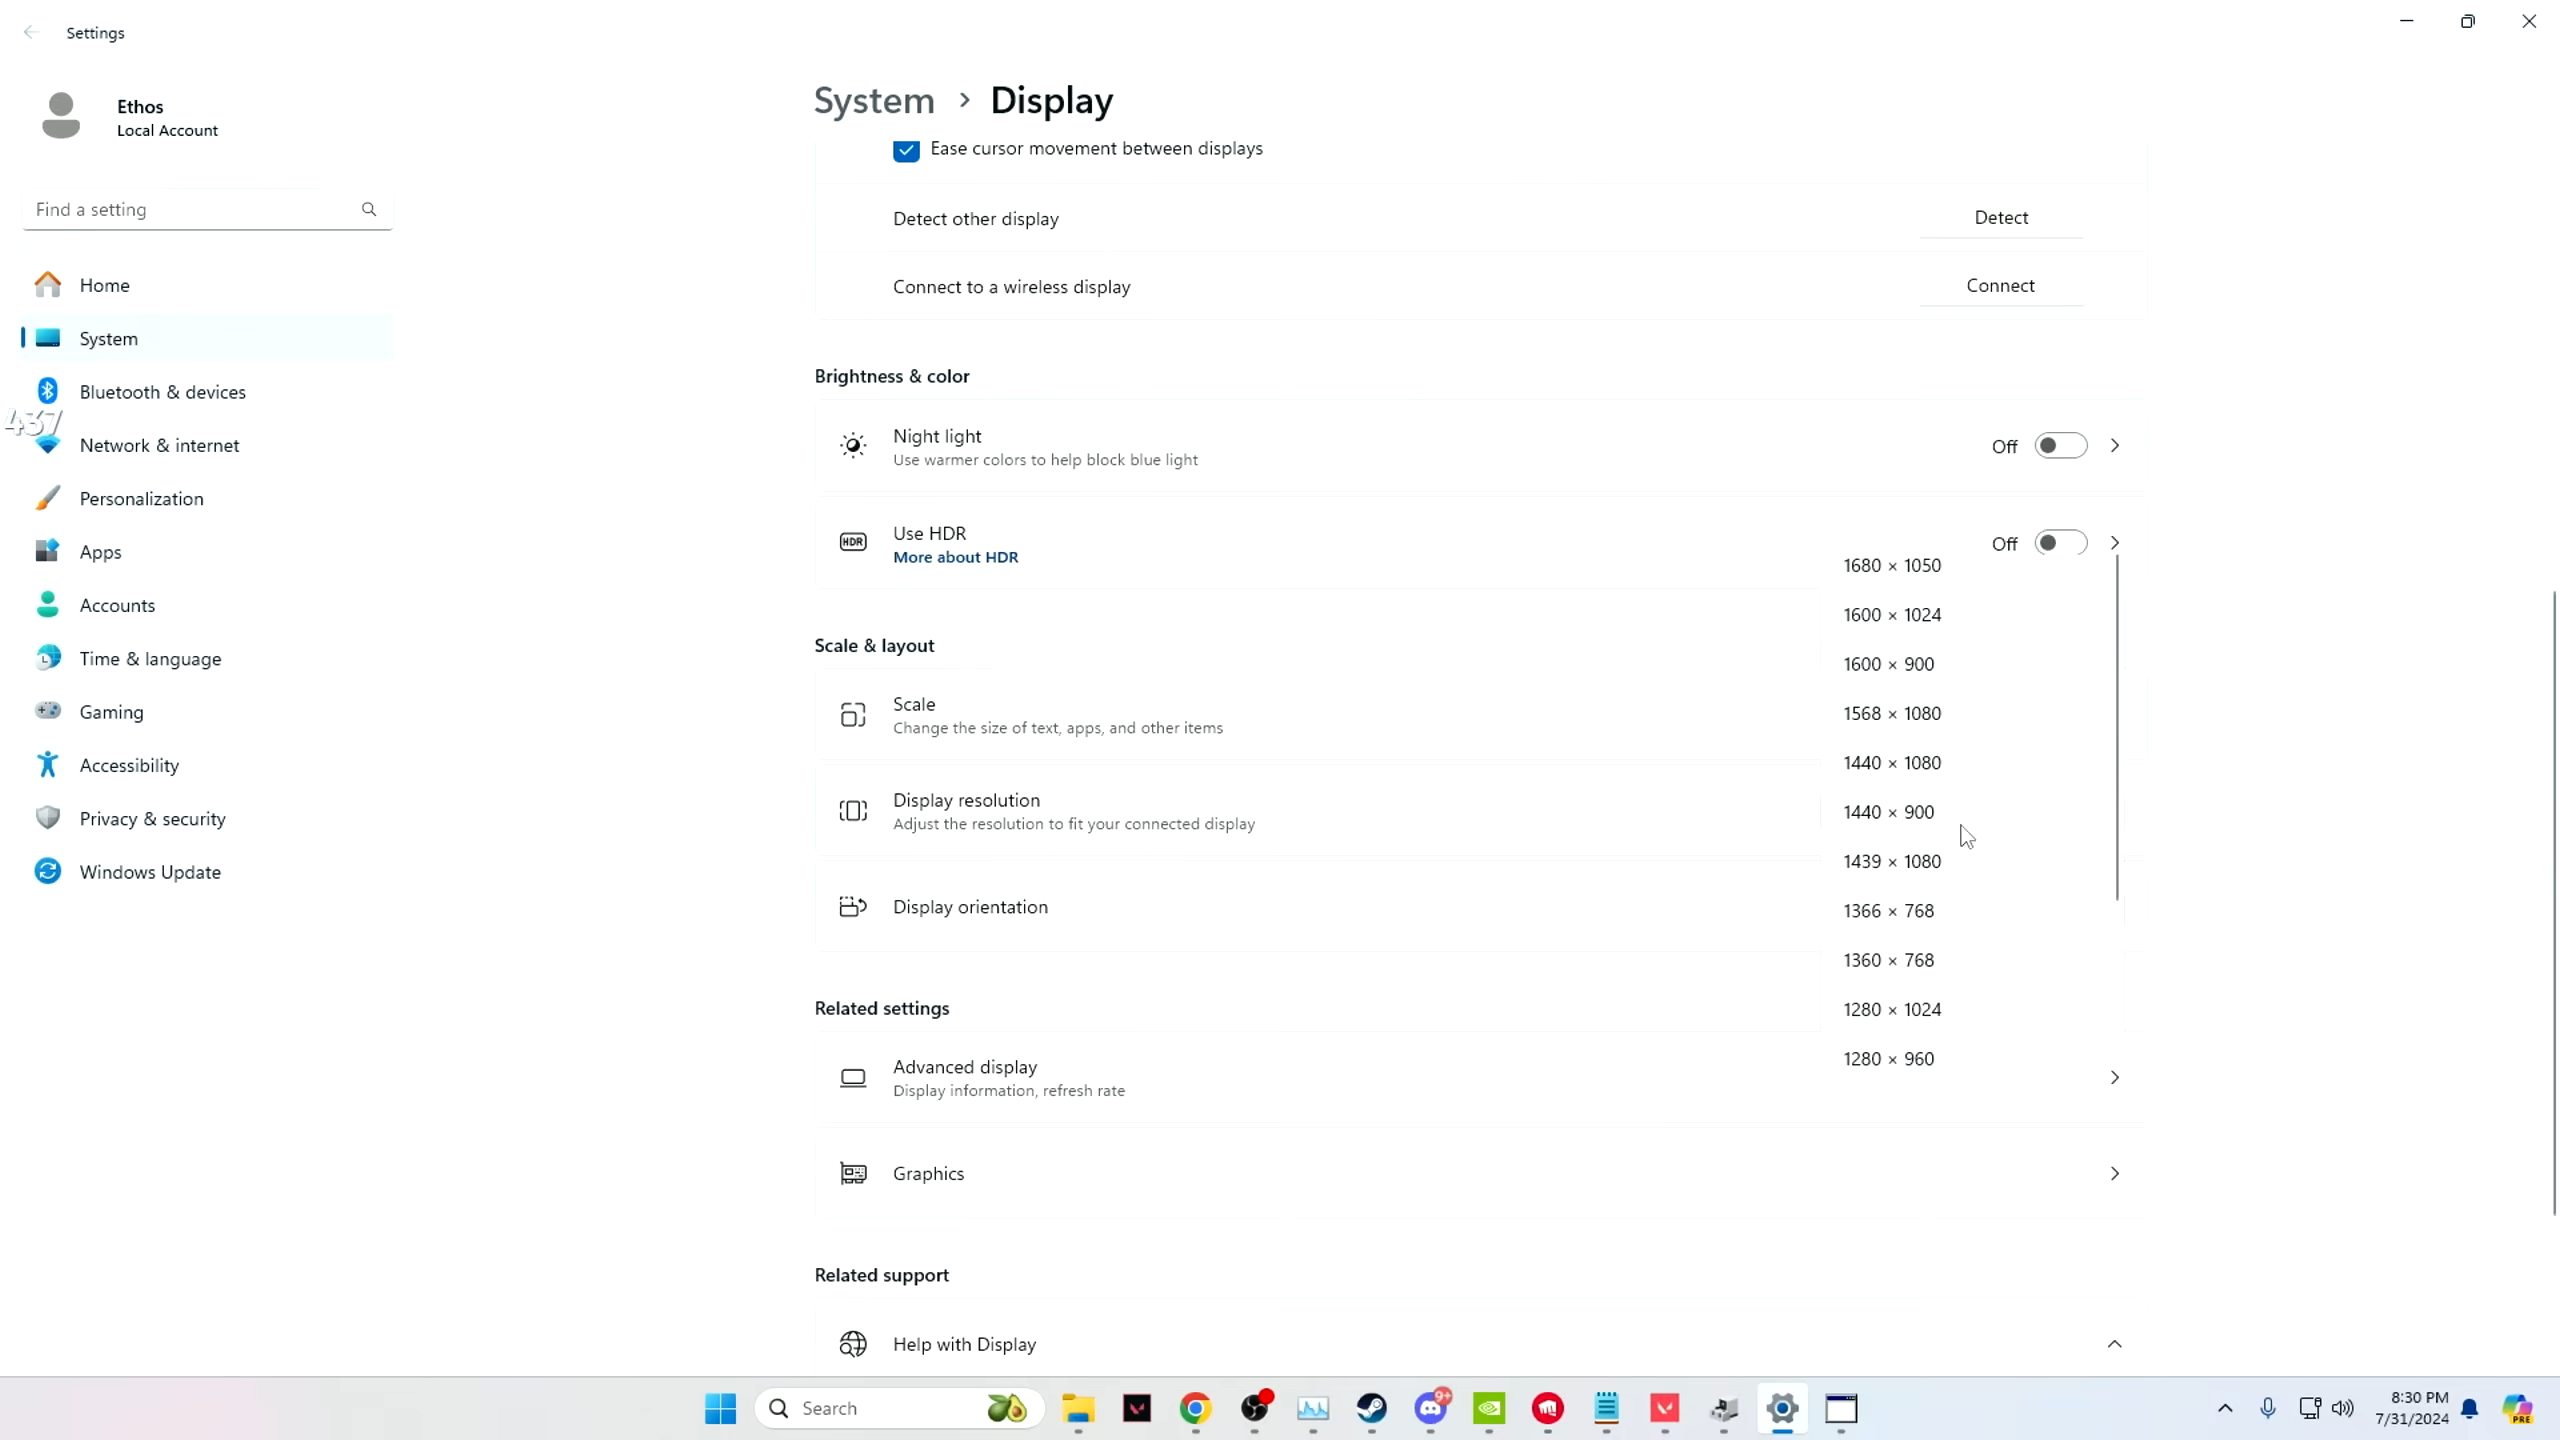 Settings
Ethos
Local Account
Find a setting
Home
System
Bluetooth & devices
437
Network & internet
Personalization
Apps
Accounts
Time & language
Gaming
Accessibility
Privacy & security
Windows Update
System > Display
Ease cursor movement between displays
Detect other display
Detect
Connect to a wireless display
Connect
Brightness & color
Night light
Use warmer colors to help block blue light
Off
HDR
Use HDR
More about HDR
Off
Scale & layout
Scale
Change the size of text, apps, and other items
Display resolution
Adjust the resolution to fit your connected display
Display orientation
1680 × 1050
1600 × 1024
1600 × 900
1568 × 1080
1440 × 1080
1440 × 900
1439 × 1080
1366 × 768
1360 × 768
1280 × 1024
1280 × 960
Related settings
Advanced display
Display information, refresh rate
Graphics
Related support
Help with Display
Search
9+
8:30 PM
7/31/2024
PRE